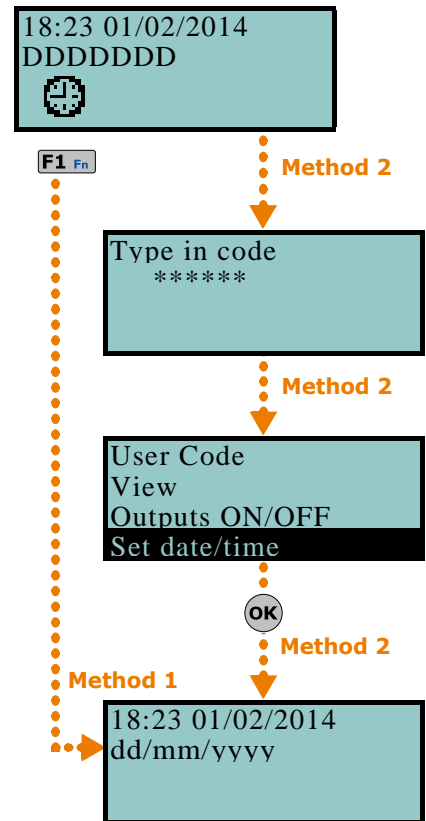 18:23 01/02/2014
DDDDDDD
F1 Fn
Method 2
Type in code
******
Method 2
User Code
View
Outputs ON/OFF
Set date/time
OK
Method 2
Method 1
18:23 01/02/2014
dd/mm/yyyy